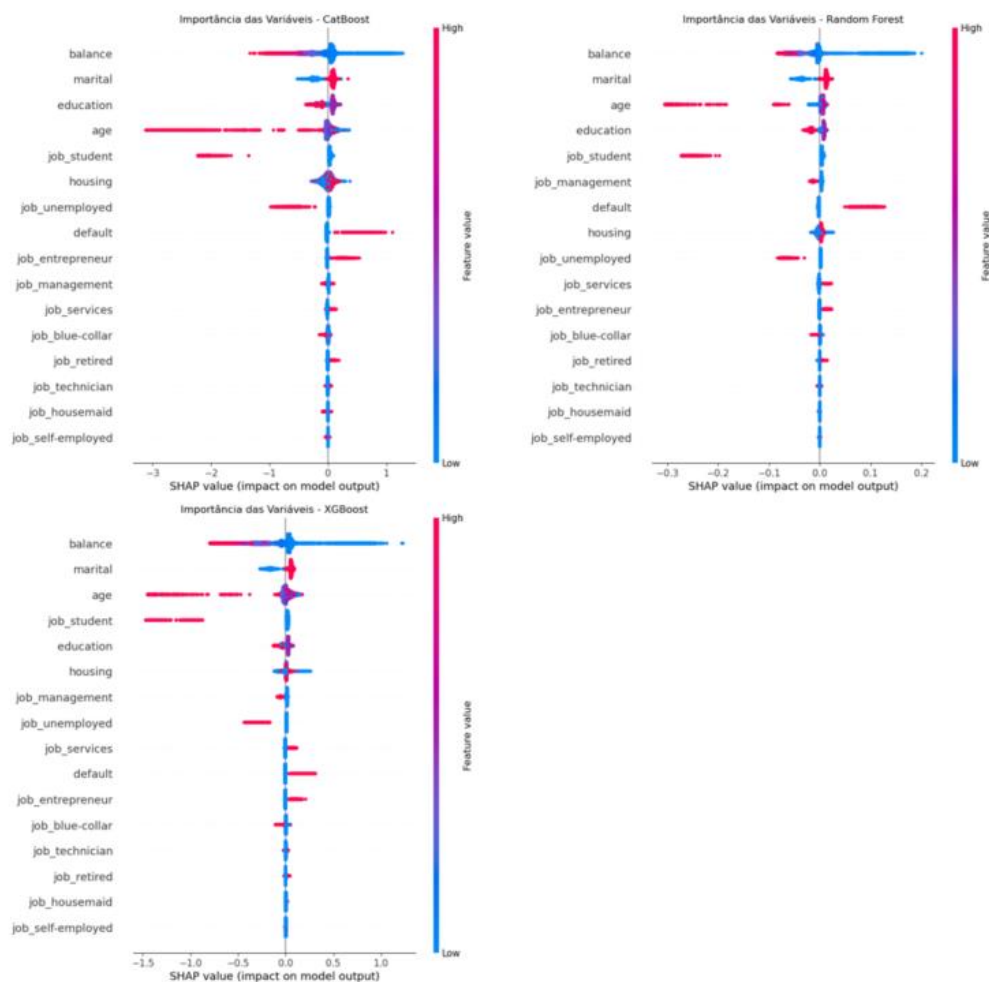 Importância das Variáveis - CatBoost
High
balance
marital
education
age
job_student
housing
job_unemployed
default
job_entrepreneur
job_management
job_services
job_blue-collar
job_retired
job_technician
job_housemaid
job_self-employed
Low
Feature value
−3 −2 −1 0 1
SHAP value (impact on model output)
Importância das Variáveis - Random Forest
High
balance
marital
age
education
job_student
job_management
default
housing
job_unemployed
job_services
job_entrepreneur
job_blue-collar
job_retired
job_technician
job_housemaid
job_self-employed
Low
Feature value
−0.3 −0.2 −0.1 0.0 0.1 0.2
SHAP value (impact on model output)
Importância das Variáveis - XGBoost
High
balance
marital
age
job_student
education
housing
job_management
job_unemployed
job_services
default
job_entrepreneur
job_blue-collar
job_technician
job_retired
job_housemaid
job_self-employed
Low
Feature value
−1.5 −1.0 −0.5 0.0 0.5 1.0
SHAP value (impact on model output)